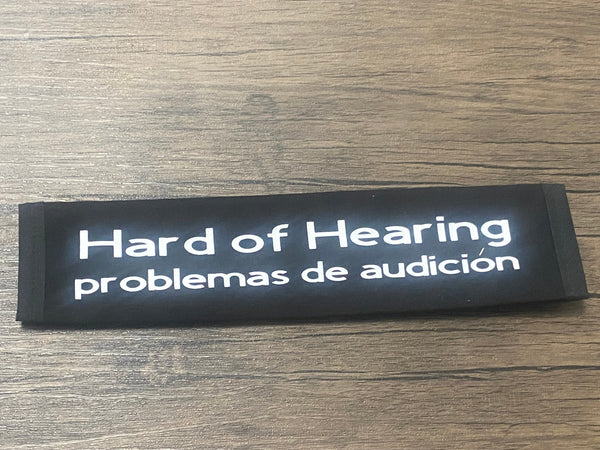 Hard of Hearing
problemas de audición